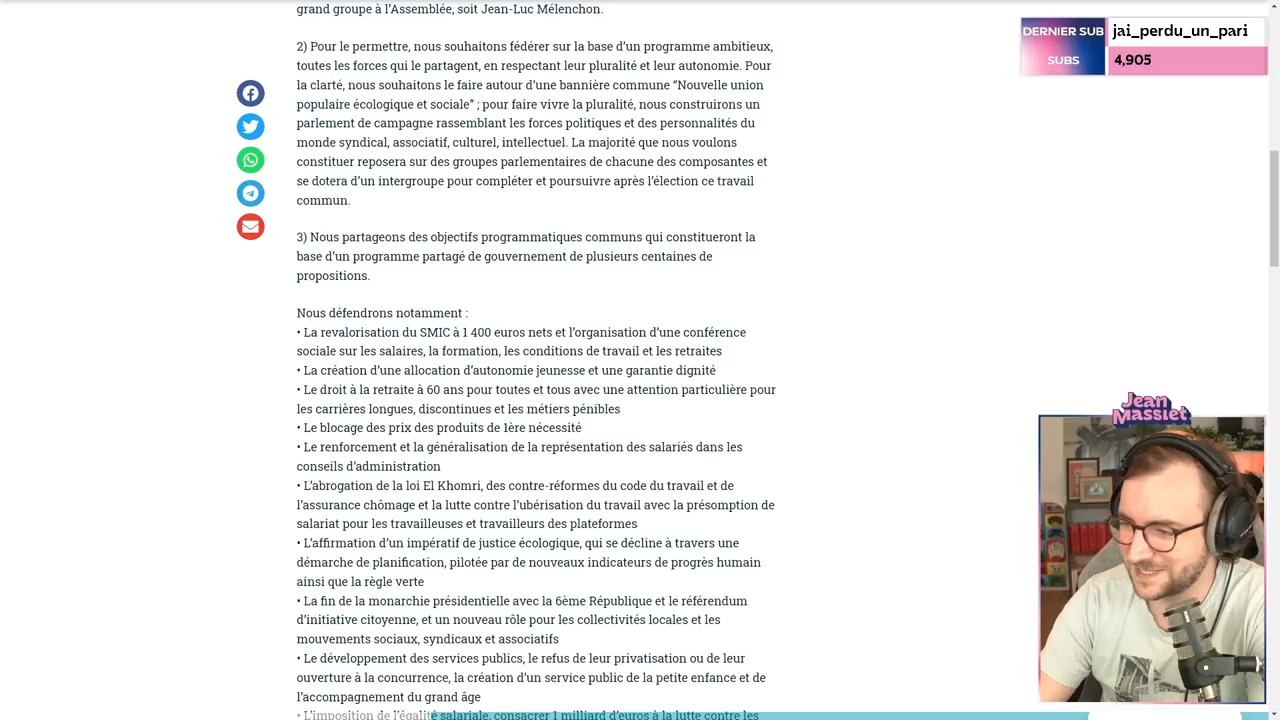 grand groupe à l'Assemblée, soit Jean-Luc Mélenchon.
2) Pour le permettre, nous souhaitons fédérer sur la base d'un programme ambitieux,
toutes les forces qui le partagent, en respectant leur pluralité et leur autonomie. Pour
la clarté, nous souhaitons le faire autour d'une bannière commune “Nouvelle union
populaire écologique et sociale” ; pour faire vivre la pluralité, nous construirons un
parlement de campagne rassemblant les forces politiques et des personnalités du
monde syndical, associatif, culturel, intellectuel. La majorité que nous voulons
constituer reposera sur des groupes parlementaires de chacune des composantes et
se dotera d'un intergroupe pour compléter et poursuivre après l'élection ce travail
commun.
3) Nous partageons des objectifs programmatiques communs qui constitueront la
base d'un programme partagé de gouvernement de plusieurs centaines de
propositions.
Nous défendrons notamment :
• La revalorisation du SMIC à 1 400 euros nets et l'organisation d'une conférence
sociale sur les salaires, la formation, les conditions de travail et les retraites
• La création d'une allocation d'autonomie jeunesse et une garantie dignité
• Le droit à la retraite à 60 ans pour toutes et tous avec une attention particulière pour
les carrières longues, discontinues et les métiers pénibles
• Le blocage des prix des produits de 1ère nécessité
• Le renforcement et la généralisation de la représentation des salariés dans les
conseils d'administration
• L'abrogation de la loi El Khomri, des contre-réformes du code du travail et de
l'assurance chômage et la lutte contre l'ubérisation du travail avec la présomption de
salariat pour les travailleuses et travailleurs des plateformes
• L'affirmation d'un impératif de justice écologique, qui se décline à travers une
démarche de planification, pilotée par de nouveaux indicateurs de progrès humain
ainsi que la règle verte
• La fin de la monarchie présidentielle avec la 6ème République et le référendum
d'initiative citoyenne, et un nouveau rôle pour les collectivités locales et les
mouvements sociaux, syndicaux et associatifs
• Le développement des services publics, le refus de leur privatisation ou de leur
ouverture à la concurrence, la création d'un service public de la petite enfance et de
l'accompagnement du grand âge
• L'imposition de l'égalité salariale, consacrer 1 milliard d'euros à la lutte contre les
DERNIER SUB jai_perdu_un_pari
SUBS 4,905
Jean
Massiet